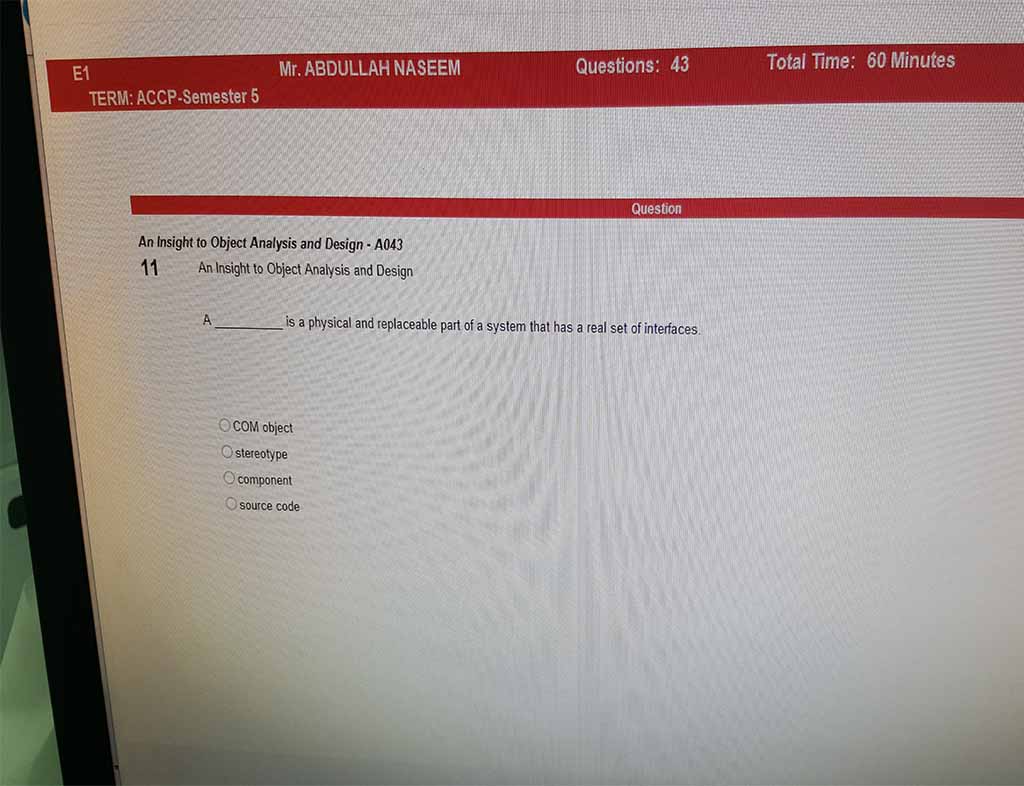 E1 Mr. ABDULLAH NASEEM Questions: 43 Total Time: 60 Minutes
TERM: ACCP-Semester 5
Question
An Insight to Object Analysis and Design - A043
11 An Insight to Object Analysis and Design
A __________ is a physical and replaceable part of a system that has a real set of interfaces.
COM object
stereotype
component
source code